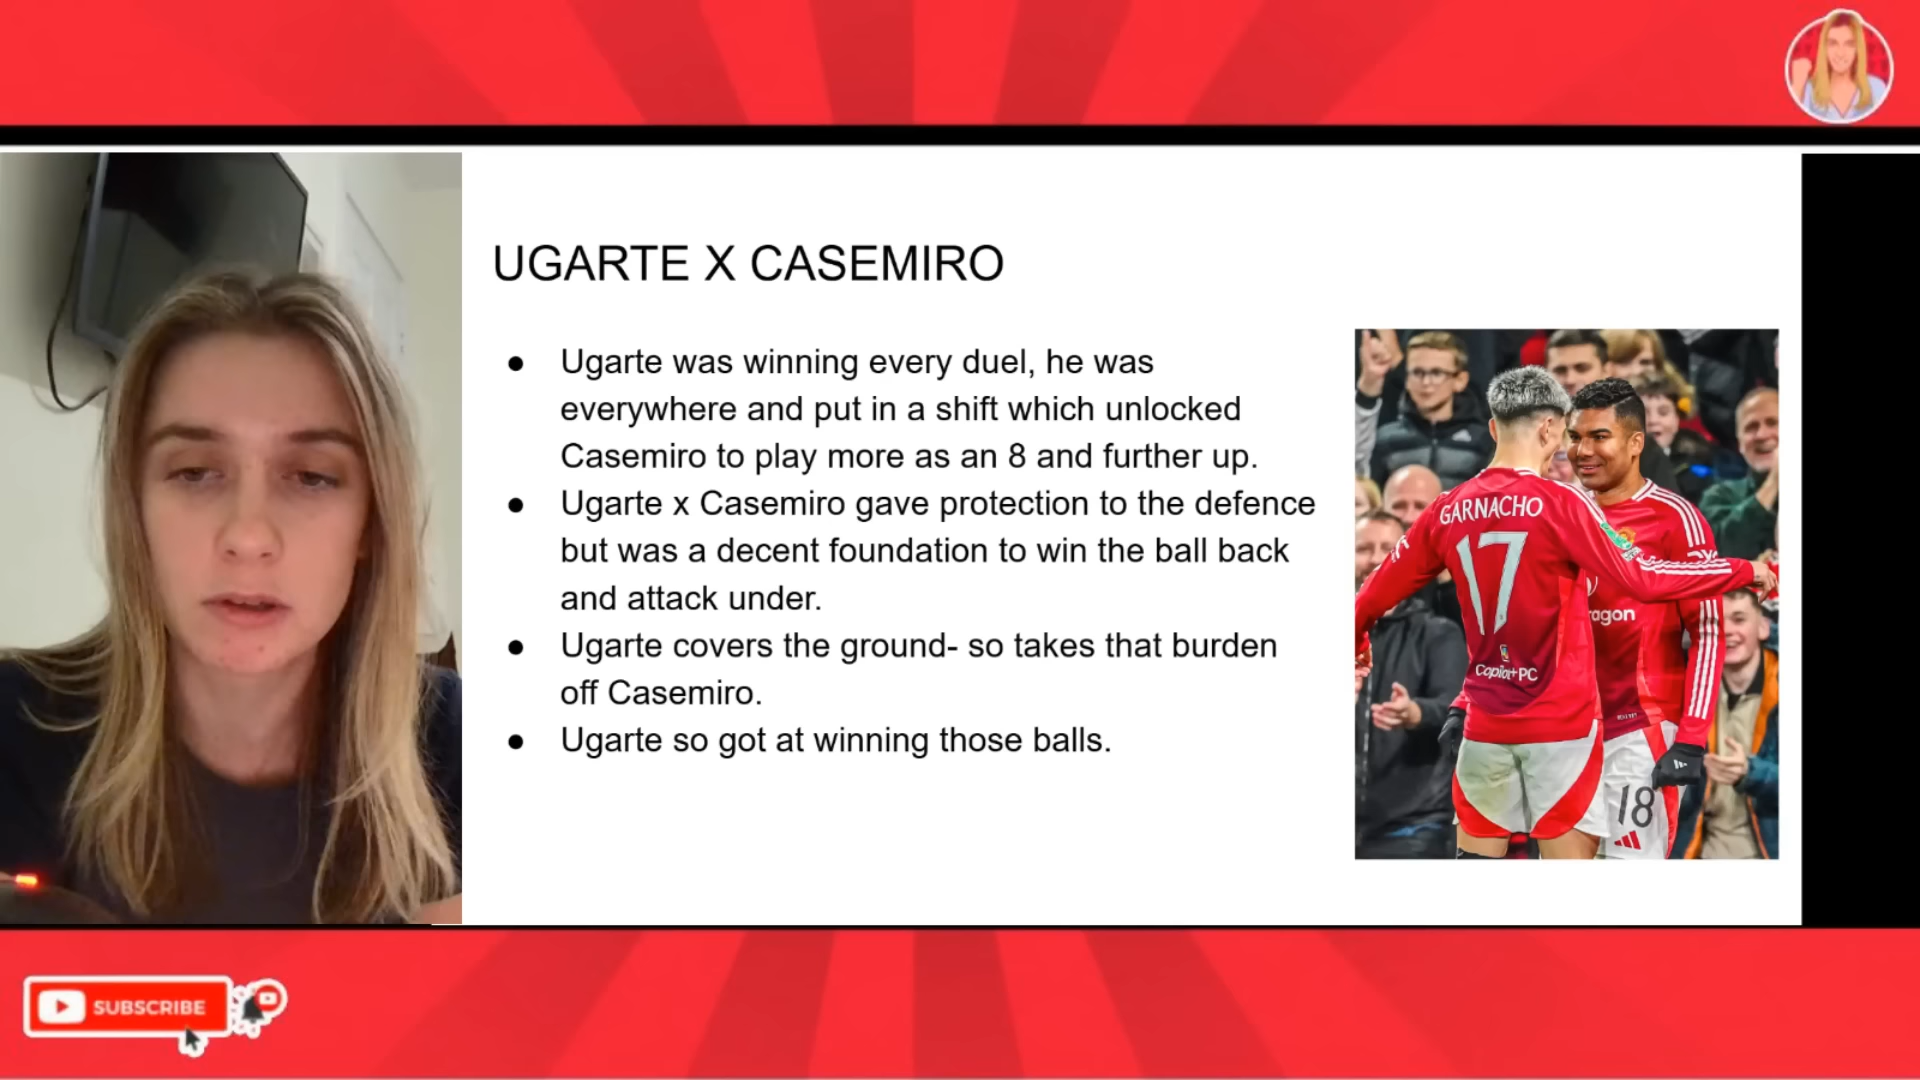 UGARTE X CASEMIRO
● Ugarte was winning every duel, he was
everywhere and put in a shift which unlocked
Casemiro to play more as an 8 and further up.
● Ugarte x Casemiro gave protection to the defence
but was a decent foundation to win the ball back
and attack under.
● Ugarte covers the ground- so takes that burden
off Casemiro.
● Ugarte so got at winning those balls.
GARNACHO
17
ragon
Copilot+PC
18
SUBSCRIBE